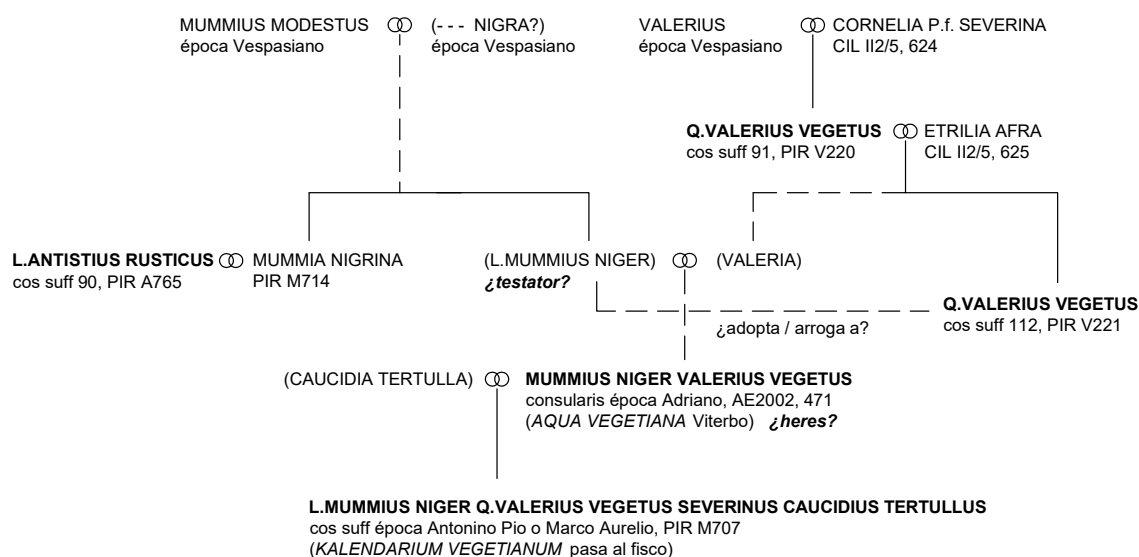 MUMMIUS MODESTUS
época Vespasiano
(- - - NIGRA?)
época Vespasiano
VALERIUS
época Vespasiano
CORNELIA P.f. SEVERINA
CIL II2/5, 624
Q.VALERIUS VEGETUS
cos suff 91, PIR V220
ETRILIA AFRA
CIL II2/5, 625
L.ANTISTIUS RUSTICUS
cos suff 90, PIR A765
MUMMIA NIGRINA
PIR M714
(L.MUMMIUS NIGER)
¿testator?
(VALERIA)
Q.VALERIUS VEGETUS
cos suff 112, PIR V221
¿adopta / arroga a?
(CAUCIDIA TERTULLA)
MUMMIUS NIGER VALERIUS VEGETUS
consularis época Adriano, AE2002, 471
(AQUA VEGETIANA Viterbo) ¿heres?
L.MUMMIUS NIGER Q.VALERIUS VEGETUS SEVERINUS CAUCIDIUS TERTULLUS
cos suff época Antonino Pio o Marco Aurelio, PIR M707
(KALENDARIUM VEGETIANUM pasa al fisco)